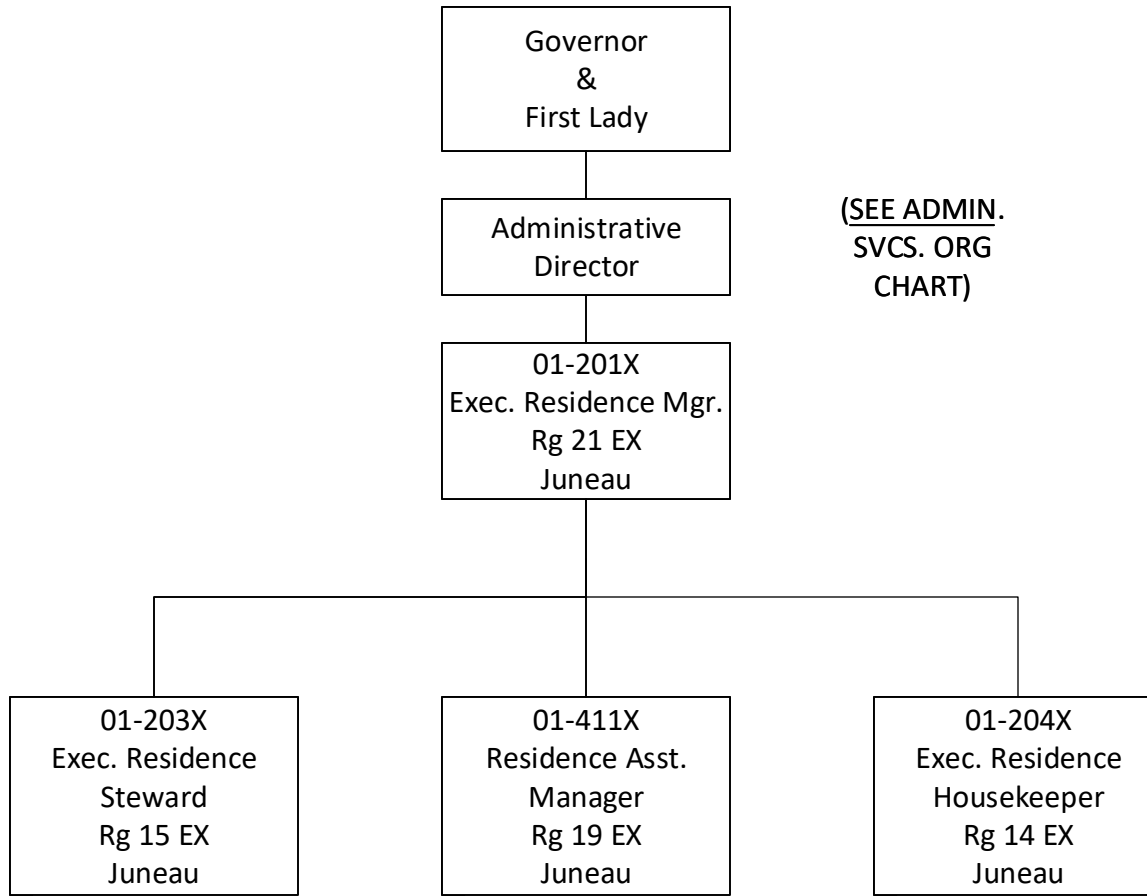 Governor
&
First Lady
Administrative
Director
(SEE ADMIN.
SVCS. ORG
CHART)
01-201X
Exec. Residence Mgr.
Rg 21 EX
Juneau
01-203X
Exec. Residence
Steward
Rg 15 EX
Juneau
01-411X
Residence Asst.
Manager
Rg 19 EX
Juneau
01-204X
Exec. Residence
Housekeeper
Rg 14 EX
Juneau